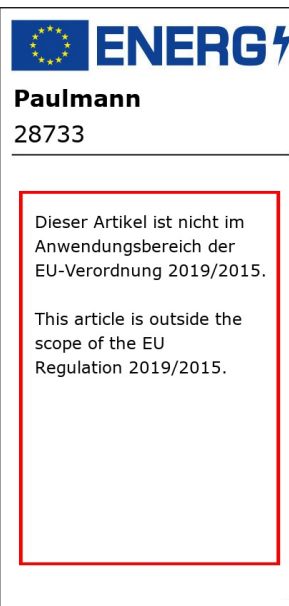 ENERG
Paulmann
28733
Dieser Artikel ist nicht im
Anwendungsbereich der
EU-Verordnung 2019/2015.
This article is outside the
scope of the EU
Regulation 2019/2015.